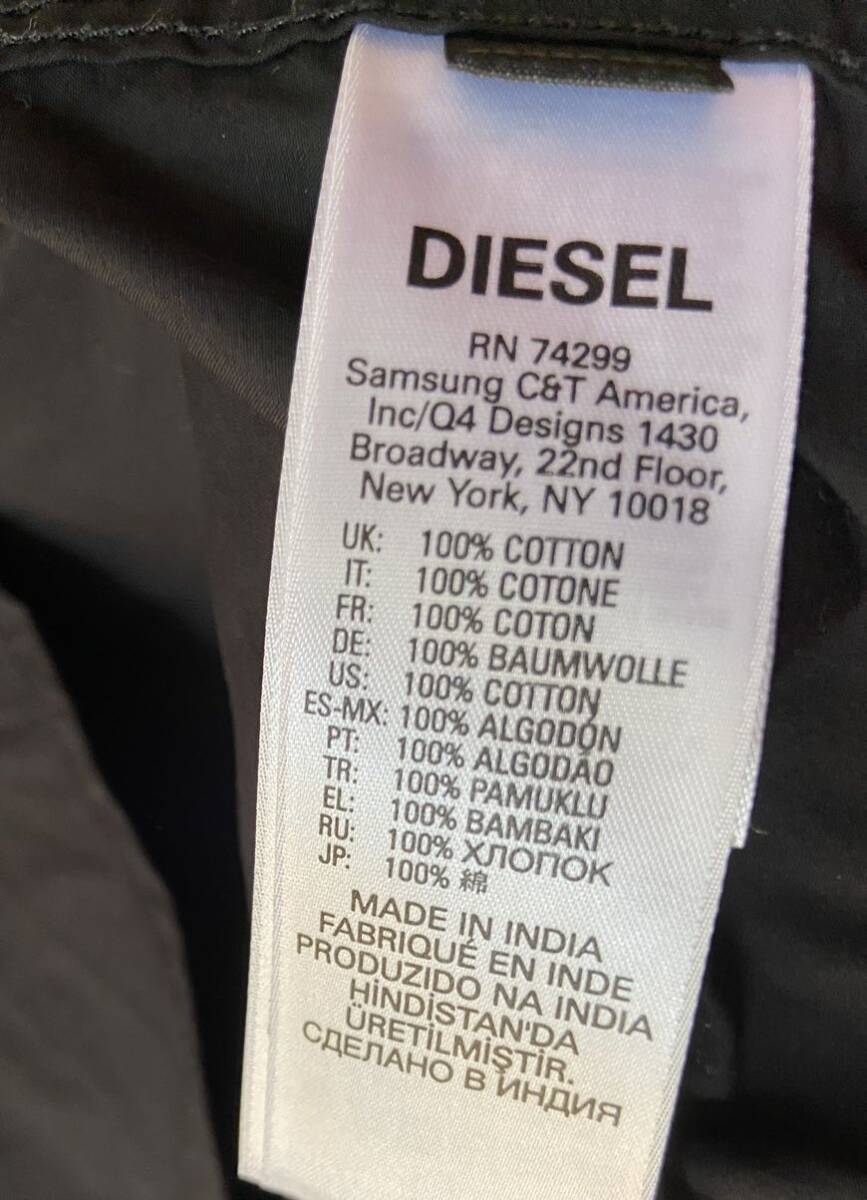 DIESEL
RN 74299
Samsung C&T America,
Inc/Q4 Designs 1430
Broadway, 22nd Floor,
New York, NY 10018
UK: 100% COTTON
IT: 100% COTONE
FR: 100% COTON
DE: 100% BAUMWOLLE
US: 100% COTTON
ES-MX: 100% ALGODÓN
PT: 100% ALGODÃO
TR: 100% PAMUKLU
EL: 100% BAMBAKI
RU: 100% ХЛОПОК
JP: 100% 綿
MADE IN INDIA
FABRIQUÉ EN INDE
PRODUZIDO NA INDIA
HİNDİSTAN'DA
ÜRETİLMİŞTİR.
СДЕЛАНО В ИНДИЯ